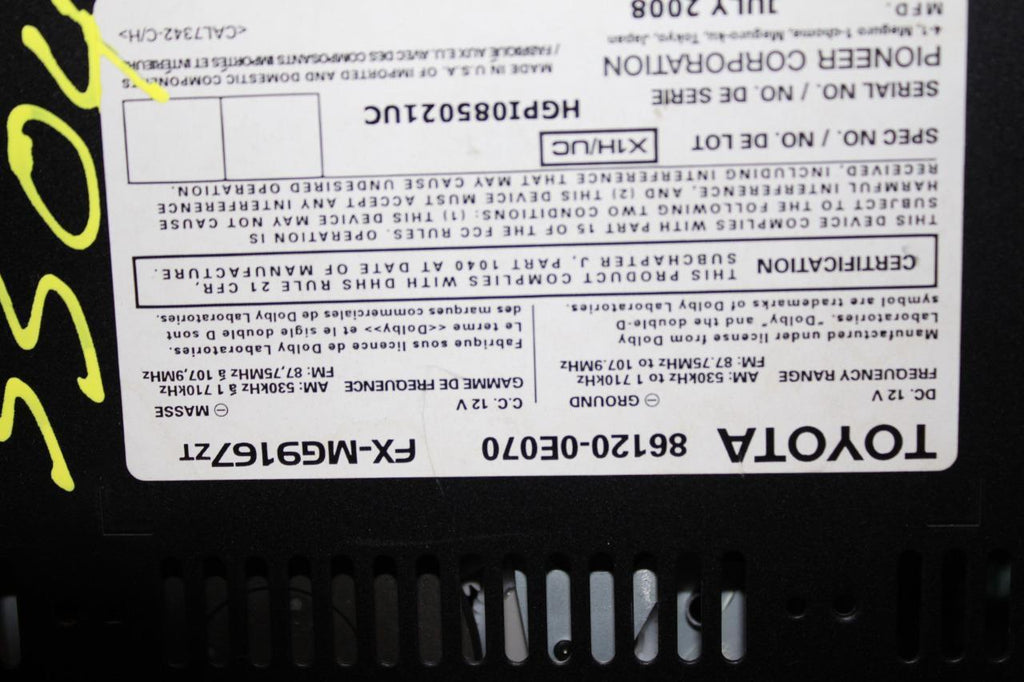 TOYOTA 86120-0E070 FX-MG9167ZT
DC. 12 V ⊖ GROUND
FREQUENCY RANGE AM: 530kHz to 1 710kHz
FM: 87.75MHz to 107.9MHz
Manufactured under license from Dolby
Laboratories. "Dolby" and the double-D
symbol are trademarks of Dolby Laboratories.
C.C. 12 V ⊖ MASSE
GAMME DE FREQUENCE AM: 530kHz à 1 710kHz
FM: 87,75MHz à 107,9MHz
Fabrique sous licence de Dolby Laboratories.
Le terme <<Dolby>> et le sigle double D sont
des marques commerciales de Dolby Laboratories.
CERTIFICATION THIS PRODUCT COMPLIES WITH DHHS RULE 21 CFR,
SUBCHAPTER J, PART 1040 AT DATE OF MANUFACTURE.
THIS DEVICE COMPLIES WITH PART 15 OF THE FCC RULES. OPERATION IS
SUBJECT TO THE FOLLOWING TWO CONDITIONS: (1) THIS DEVICE MAY NOT CAUSE
HARMFUL INTERFERENCE, AND (2) THIS DEVICE MUST ACCEPT ANY INTERFERENCE
RECEIVED, INCLUDING INTERFERENCE THAT MAY CAUSE UNDESIRED OPERATION.
SPEC NO. / NO. DE LOT X1H/UC
SERIAL NO. / NO. DE SERIE HGPI085021UC
PIONEER CORPORATION
4-1, Meguro 1-chome, Meguro-ku, Tokyo, Japan
MADE IN U.S.A. OF IMPORTED AND DOMESTIC COMPONENTS
/ FABRIQUÉ AUX E.U. AVEC DES COMPOSANTS IMPORTÉS ET INTÉRIEURS
MFD. JULY 2008
<CAL7342-C/H>